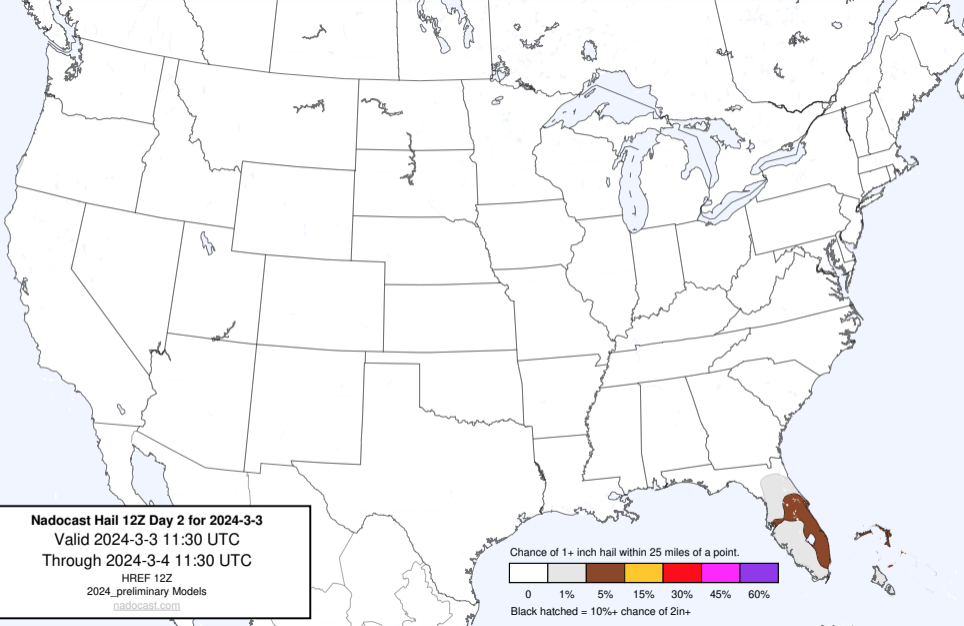 Nadocast Hail 12Z Day 2 for 2024-3-3
Valid 2024-3-3 11:30 UTC
Through 2024-3-4 11:30 UTC
HREF 12Z
2024_preliminary Models
nadocast.com
Chance of 1+ inch hail within 25 miles of a point.
0 1% 5% 15% 30% 45% 60%
Black hatched = 10%+ chance of 2in+